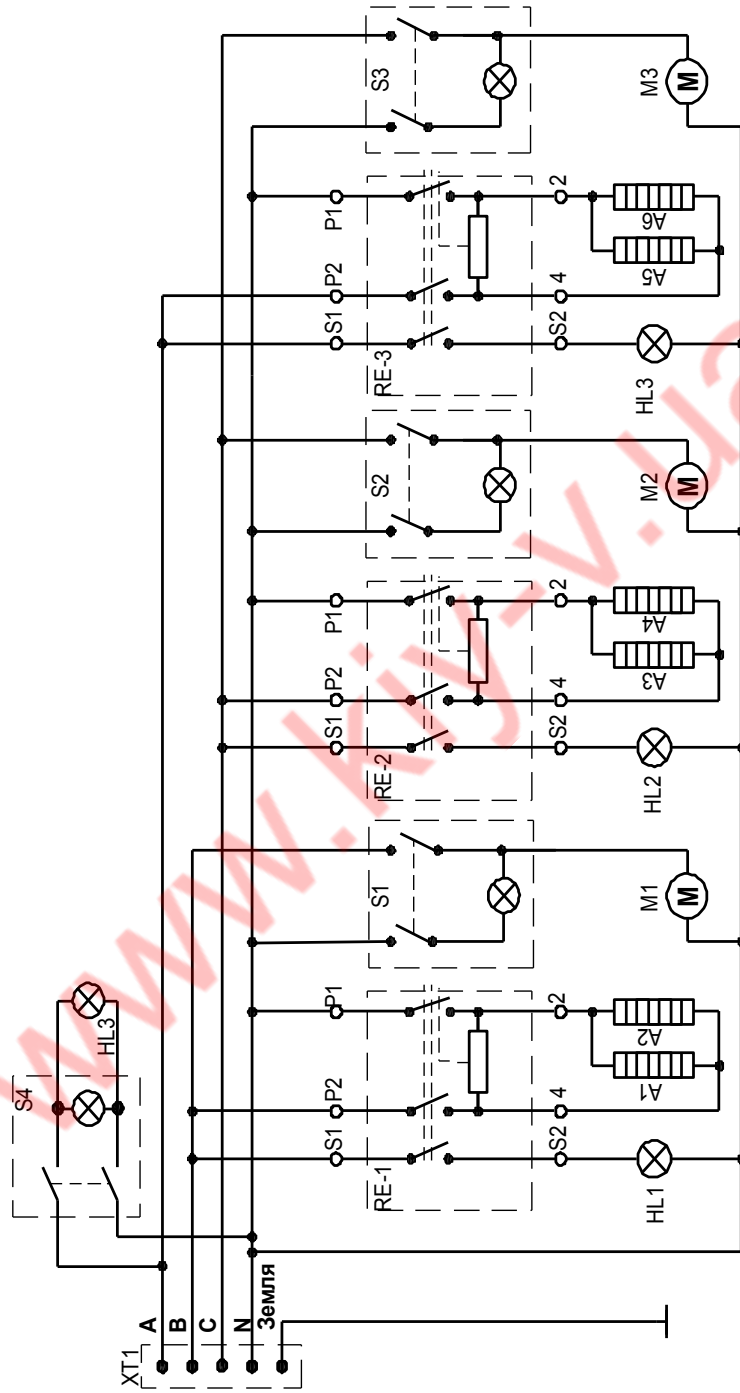 S4
HL3
XT1
A
B
C
N
Земля
S1 P2 P1 S1 P2 P1 S1 P2 P1
RE-1 S1 RE-2 S2 RE-3 S3
S2 4 2 S2 4 2 S2 4 2
HL1 A1 A2 M1 HL2 A3 A4 M2 HL3 A5 A6 M3
M M M
www.kiy-v.ua